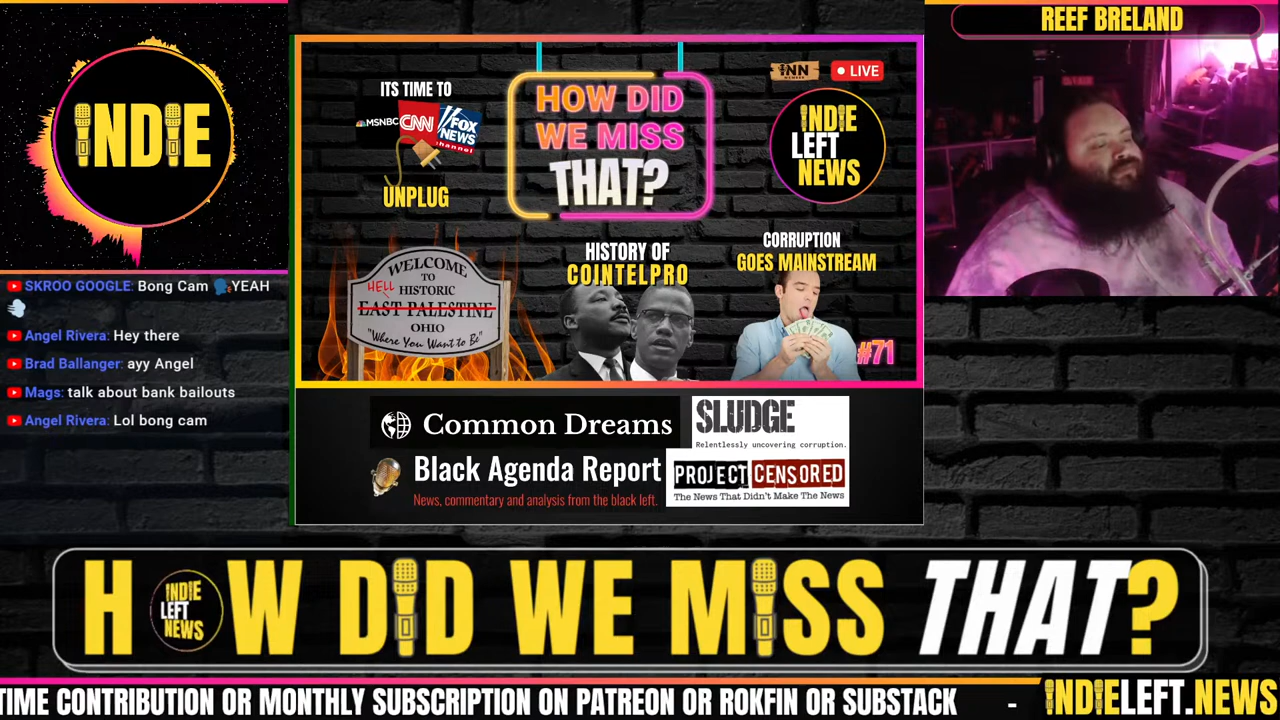 INDIE
SKROO GOOGLE: Bong Cam 🗣YEAH
💨
Angel Rivera: Hey there
Brad Ballanger: ayy Angel
Mags: talk about bank bailouts
Angel Rivera: Lol bong cam
ITS TIME TO
MSNBC
CNN
FOX
NEWS
channel
UNPLUG
HOW DID
WE MISS
THAT?
INN
LIVE
INDIE
LEFT
NEWS
WELCOME
TO
HELL
HISTORIC
EAST PALESTINE
OHIO
"Where You Want to Be"
HISTORY OF
COINTELPRO
CORRUPTION
GOES MAINSTREAM
#71
Common Dreams
SLUDGE
Relentlessly uncovering corruption.
Black Agenda Report
News, commentary and analysis from the black left.
PROJECT CENSORED
The News That Didn't Make The News
REEF BRELAND
HOW DID WE MISS THAT?
INDIE
LEFT
NEWS
TIME CONTRIBUTION OR MONTHLY SUBSCRIPTION ON PATREON OR ROKFIN OR SUBSTACK - INDIELEFT.NEWS